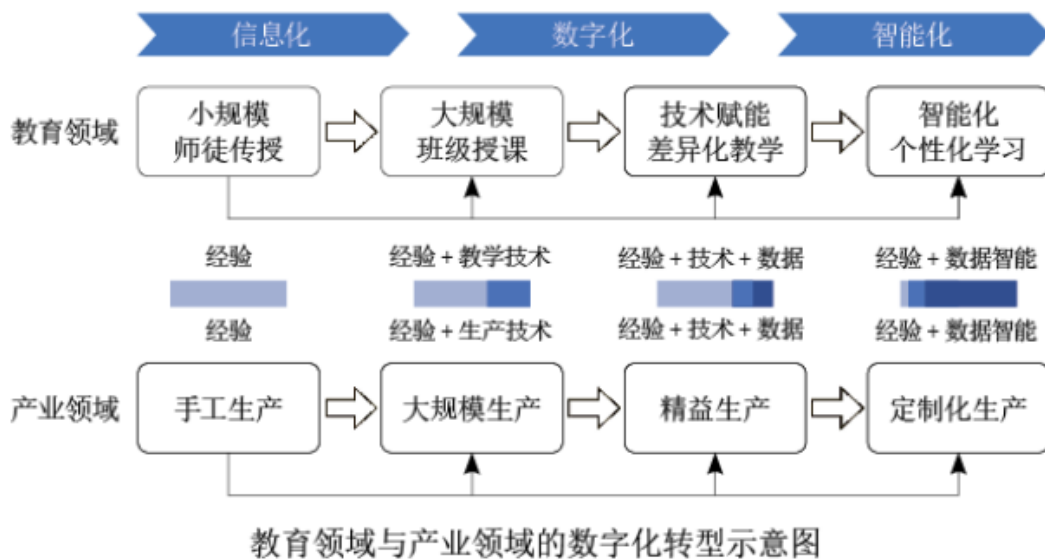 信息化 数字化 智能化
教育领域
小规模
师徒传授
大规模
班级授课
技术赋能
差异化教学
智能化
个性化学习
经验 经验+教学技术 经验+技术+数据 经验+数据智能
经验 经验+生产技术 经验+技术+数据 经验+数据智能
产业领域 手工生产 大规模生产 精益生产 定制化生产
教育领域与产业领域的数字化转型示意图